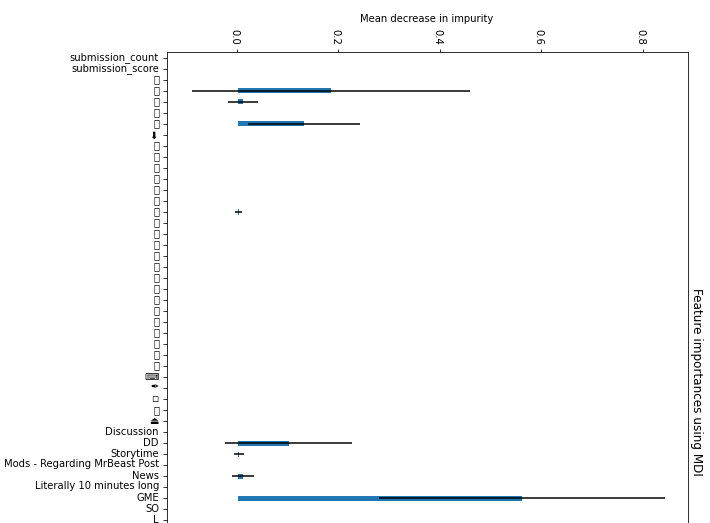 Mean decrease in impurity
0.0 0.2 0.4 0.6 0.8
submission_count
submission_score
Discussion
DD
Storytime
Mods - Regarding MrBeast Post
News
Literally 10 minutes long
GME
SO
L
Feature importances using MDI